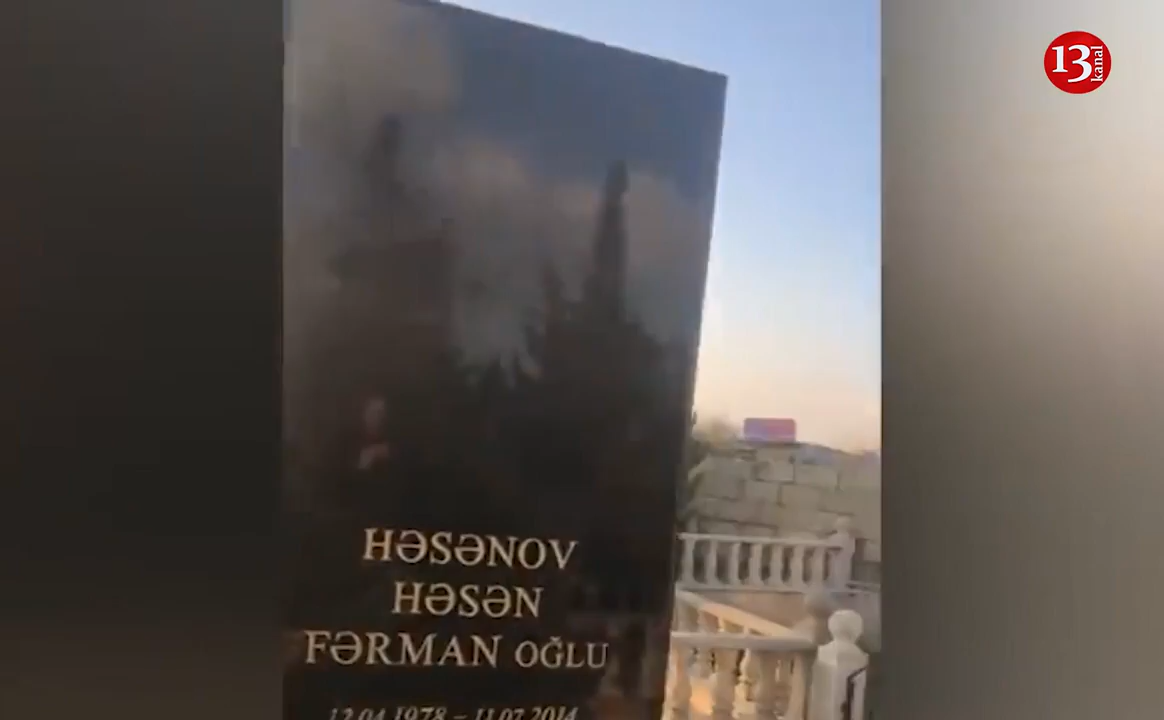 13 kanal
HƏSƏNOV
HƏSƏN
FƏRMAN OĞLU
12.04.1978 – 11.07.2014